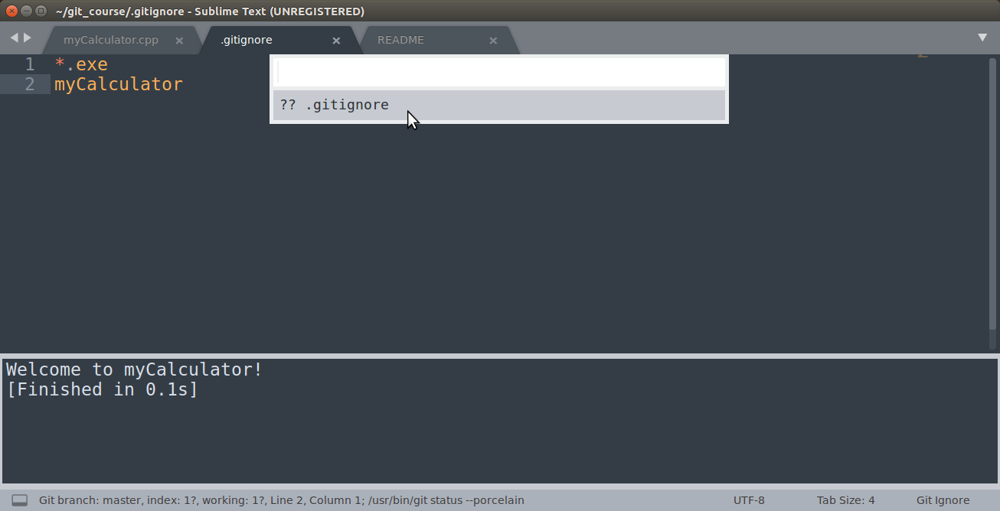 ~/git_course/.gitignore - Sublime Text (UNREGISTERED)
myCalculator.cpp .gitignore README
1 *.exe
2 myCalculator
?? .gitignore
Welcome to myCalculator!
[Finished in 0.1s]
Git branch: master, index: 1?, working: 1?, Line 2, Column 1; /usr/bin/git status --porcelain UTF-8 Tab Size: 4 Git Ignore